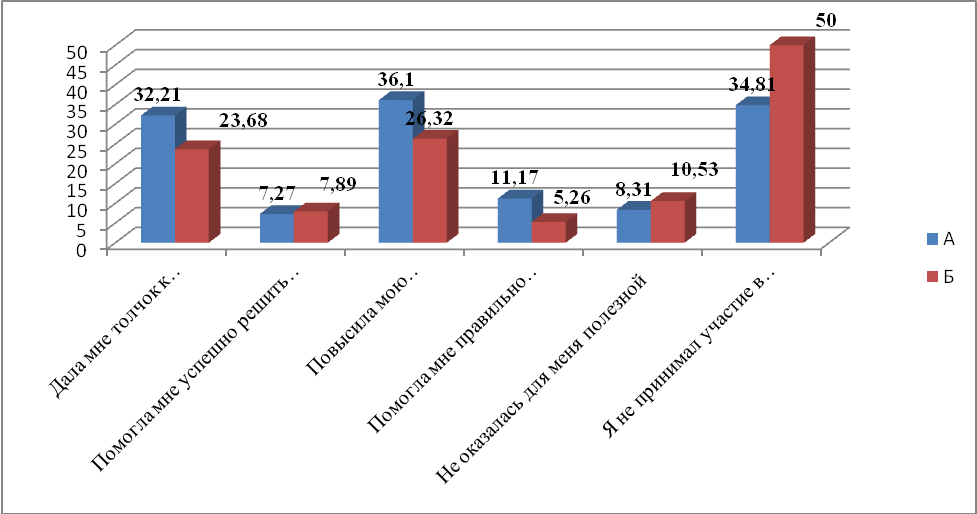 50
45
40
35
30
25
20
15
10
5
0
32,21
23,68
7,27
7,89
36,1
26,32
11,17
5,26
8,31
10,53
34,81
50
Дала мне толчок к..
Помогла мне успешно решить..
Повысила мою..
Помогла мне правильно..
Не оказалась для меня полезной
Я не принимал участие в..
А
Б